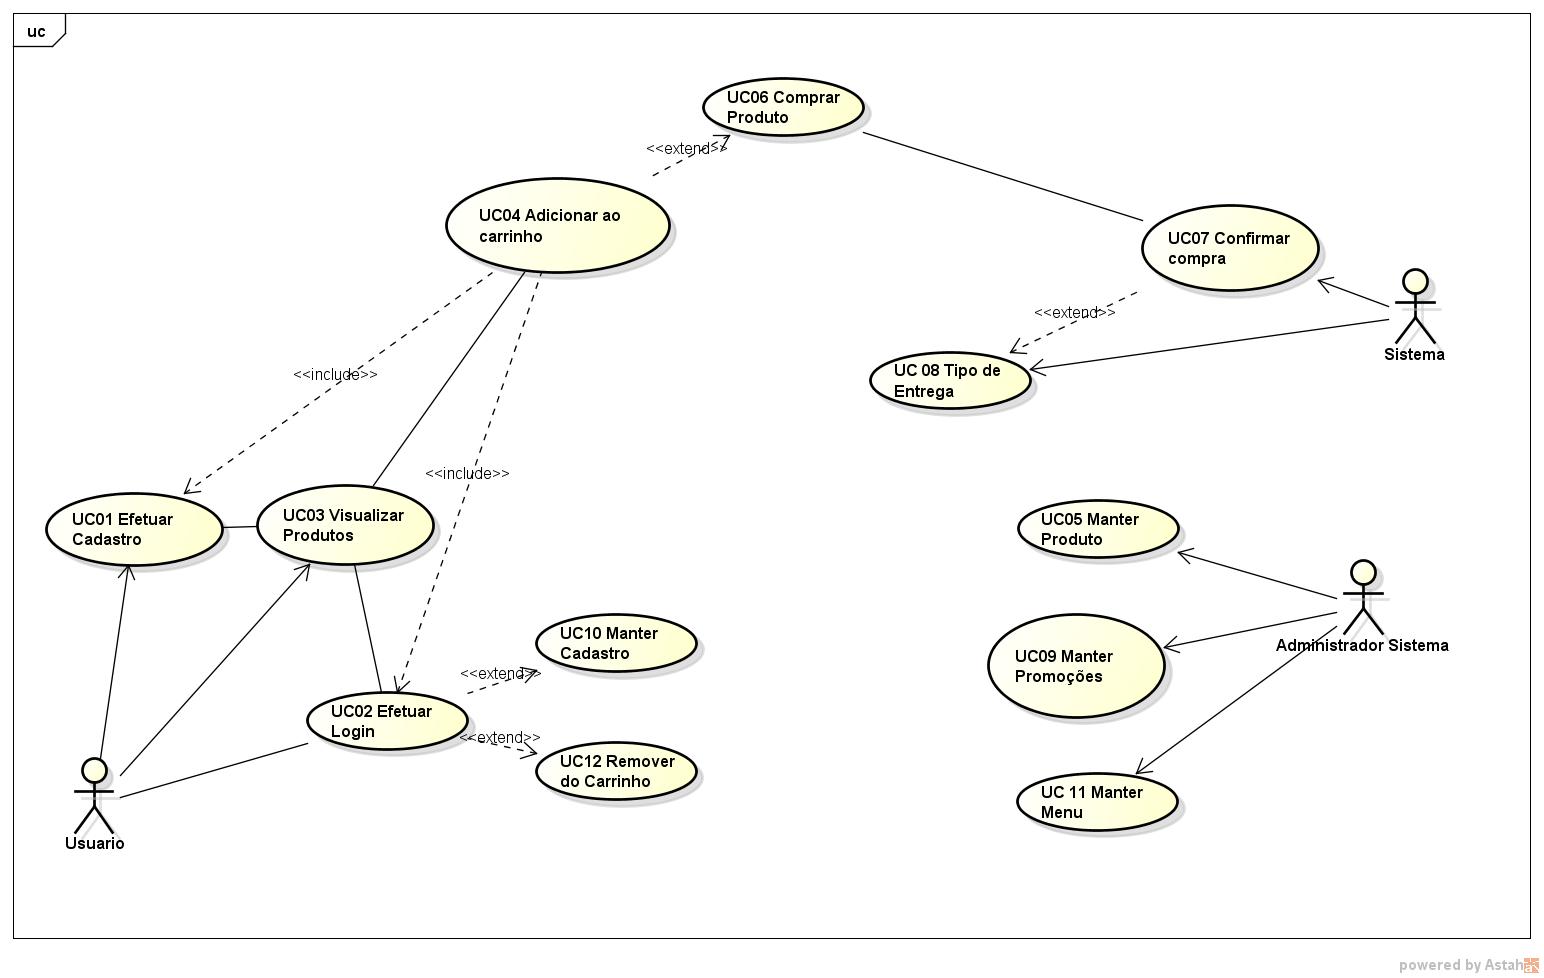 uc
UC06 Comprar
Produto
<<extend>>
UC04 Adicionar ao
carrinho
UC07 Confirmar
compra
<<extend>>
Sistema
UC 08 Tipo de
Entrega
<<include>>
<<include>>
UC01 Efetuar
Cadastro
UC03 Visualizar
Produtos
UC05 Manter
Produto
UC10 Manter
Cadastro
Administrador Sistema
UC09 Manter
Promoções
<<extend>>
UC02 Efetuar
Login
<<extend>>
UC12 Remover
do Carrinho
UC 11 Manter
Menu
Usuario
powered by Astah